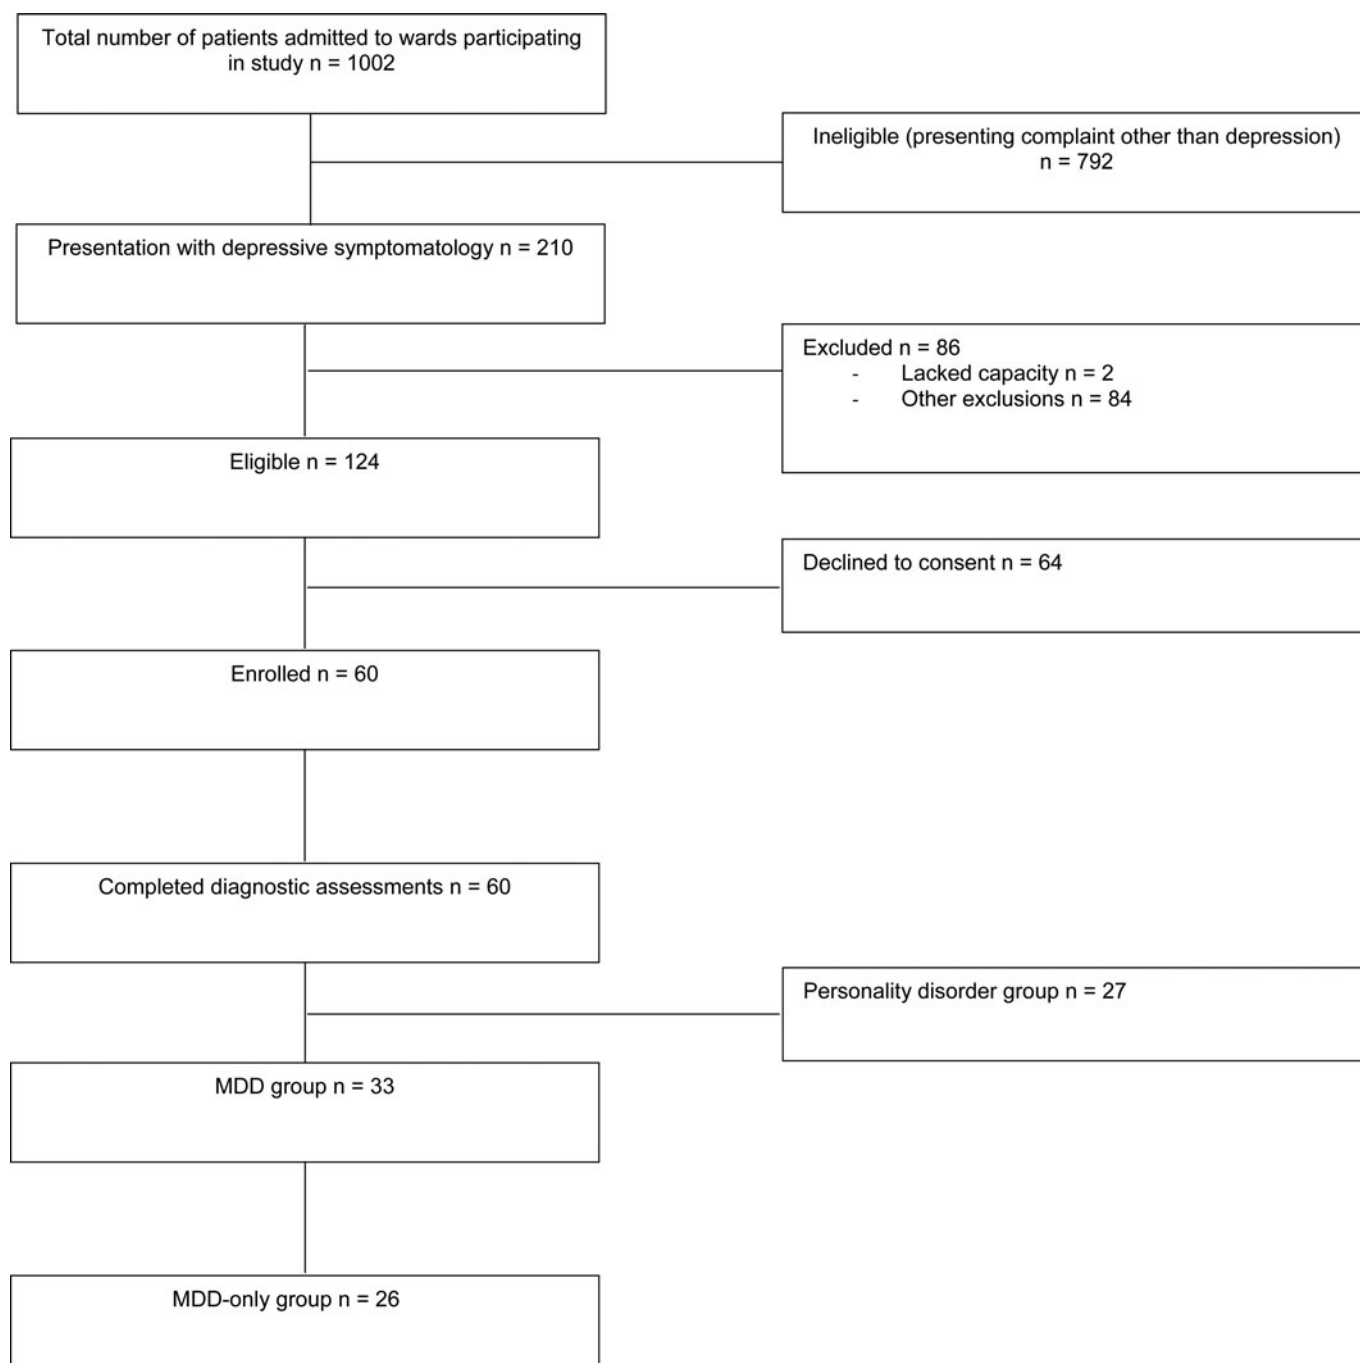 Total number of patients admitted to wards participating
in study n = 1002
Ineligible (presenting complaint other than depression)
n = 792
Presentation with depressive symptomatology n = 210
Excluded n = 86
- Lacked capacity n = 2
- Other exclusions n = 84
Eligible n = 124
Declined to consent n = 64
Enrolled n = 60
Completed diagnostic assessments n = 60
Personality disorder group n = 27
MDD group n = 33
MDD-only group n = 26